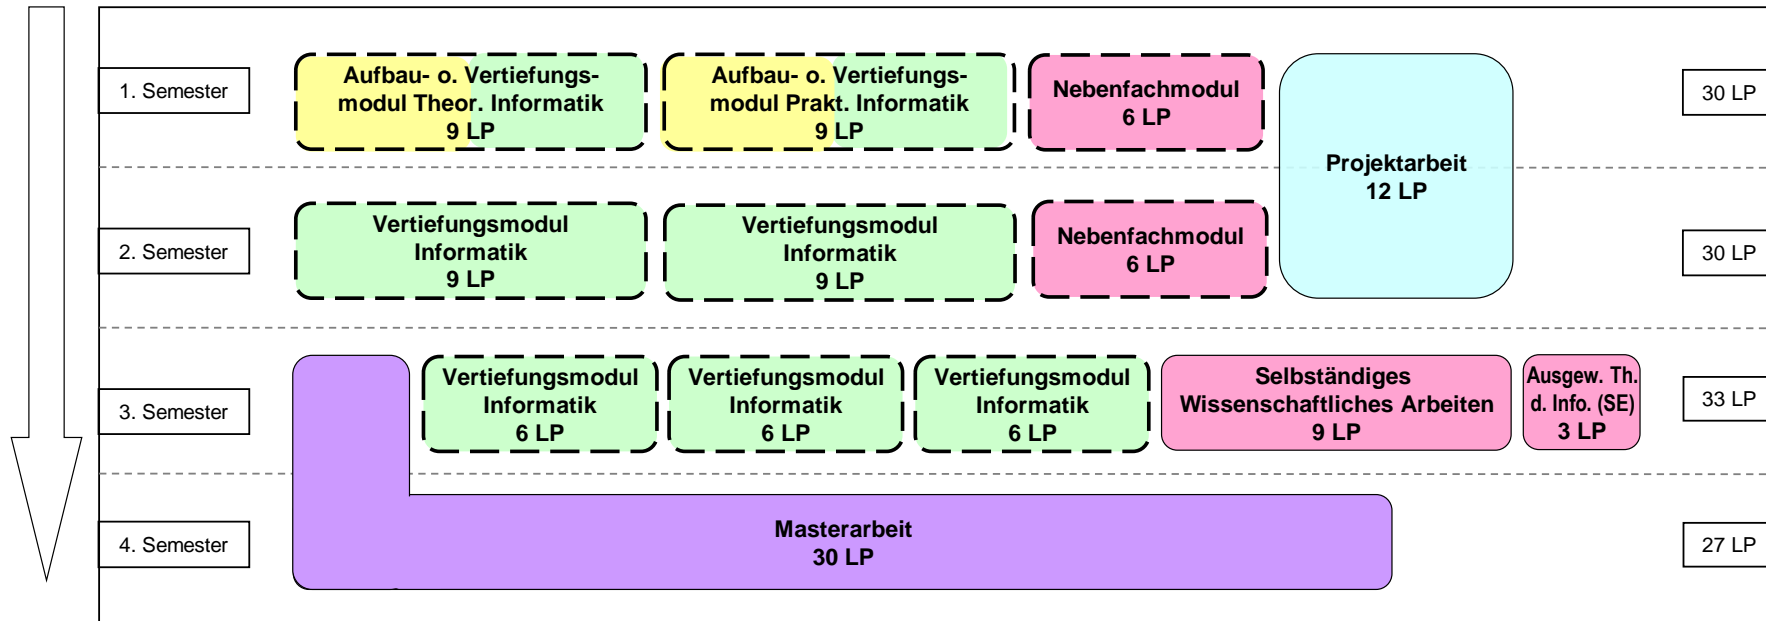 1. Semester
Aufbau- o. Vertiefungs-
modul Theor. Informatik
9 LP
Aufbau- o. Vertiefungs-
modul Prakt. Informatik
9 LP
Nebenfachmodul
6 LP
Projektarbeit
12 LP
30 LP
2. Semester
Vertiefungsmodul
Informatik
9 LP
Vertiefungsmodul
Informatik
9 LP
Nebenfachmodul
6 LP
30 LP
3. Semester
Vertiefungsmodul
Informatik
6 LP
Vertiefungsmodul
Informatik
6 LP
Vertiefungsmodul
Informatik
6 LP
Selbständiges
Wissenschaftliches Arbeiten
9 LP
Ausgew. Th.
d. Info. (SE)
3 LP
33 LP
4. Semester
Masterarbeit
30 LP
27 LP